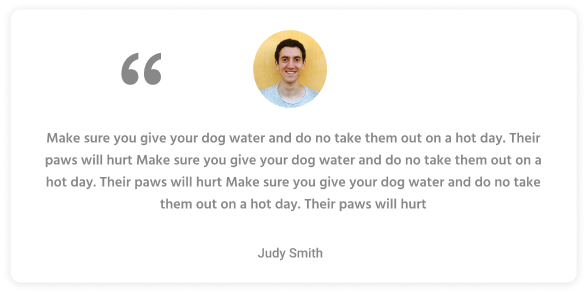 “
Make sure you give your dog water and do no take them out on a hot day. Their
paws will hurt Make sure you give your dog water and do no take them out on a
hot day. Their paws will hurt Make sure you give your dog water and do no take
them out on a hot day. Their paws will hurt
Judy Smith